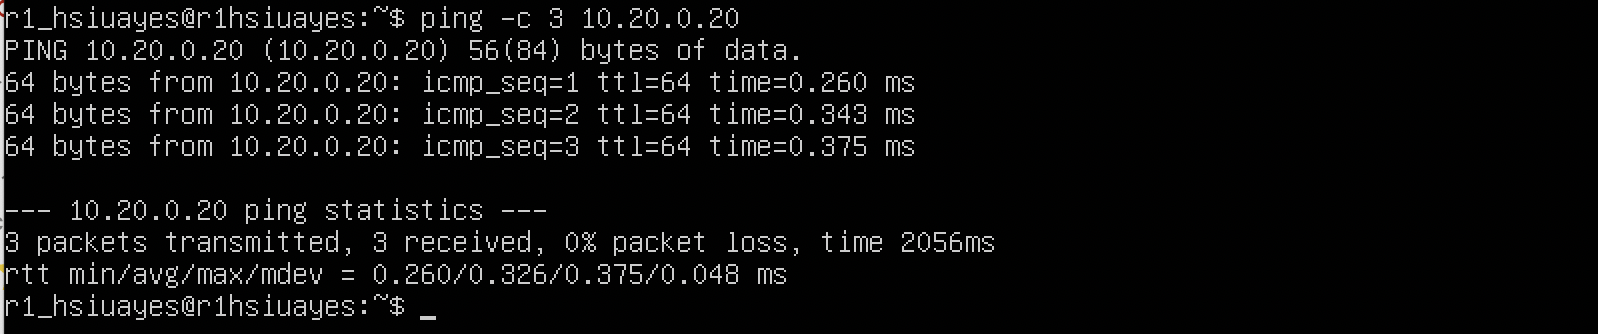 r1_hsiuayes@r1hsiuayes:~$ ping -c 3 10.20.0.20
PING 10.20.0.20 (10.20.0.20) 56(84) bytes of data.
64 bytes from 10.20.0.20: icmp_seq=1 ttl=64 time=0.260 ms
64 bytes from 10.20.0.20: icmp_seq=2 ttl=64 time=0.343 ms
64 bytes from 10.20.0.20: icmp_seq=3 ttl=64 time=0.375 ms

--- 10.20.0.20 ping statistics ---
3 packets transmitted, 3 received, 0% packet loss, time 2056ms
rtt min/avg/max/mdev = 0.260/0.326/0.375/0.048 ms
r1_hsiuayes@r1hsiuayes:~$ _